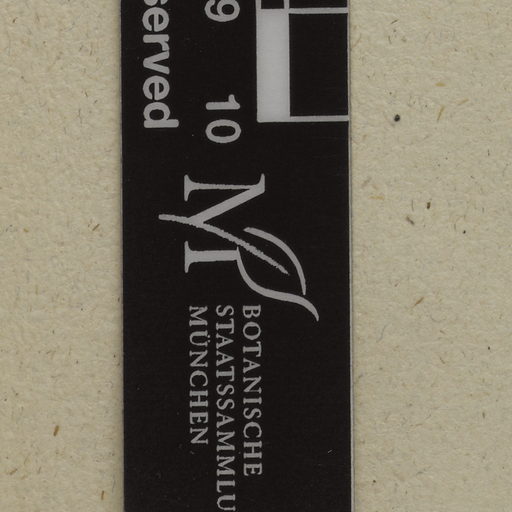 served
9 10
BOTANISCHE
STAATSSAMMLU
MÜNCHEN